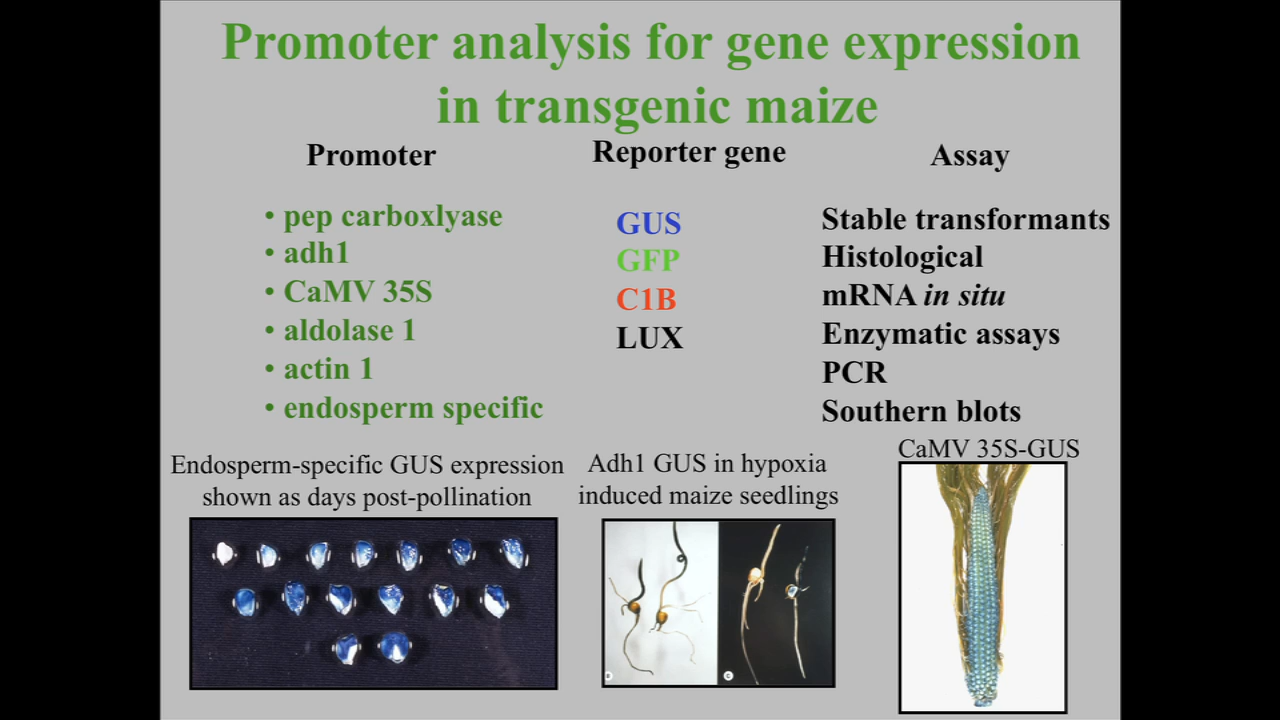 Promoter analysis for gene expression
in transgenic maize
Promoter
• pep carboxlyase
• adh1
• CaMV 35S
• aldolase 1
• actin 1
• endosperm specific
Reporter gene
GUS
GFP
C1B
LUX
Assay
Stable transformants
Histological
mRNA in situ
Enzymatic assays
PCR
Southern blots
Endosperm-specific GUS expression
shown as days post-pollination
Adh1 GUS in hypoxia
induced maize seedlings
CaMV 35S-GUS